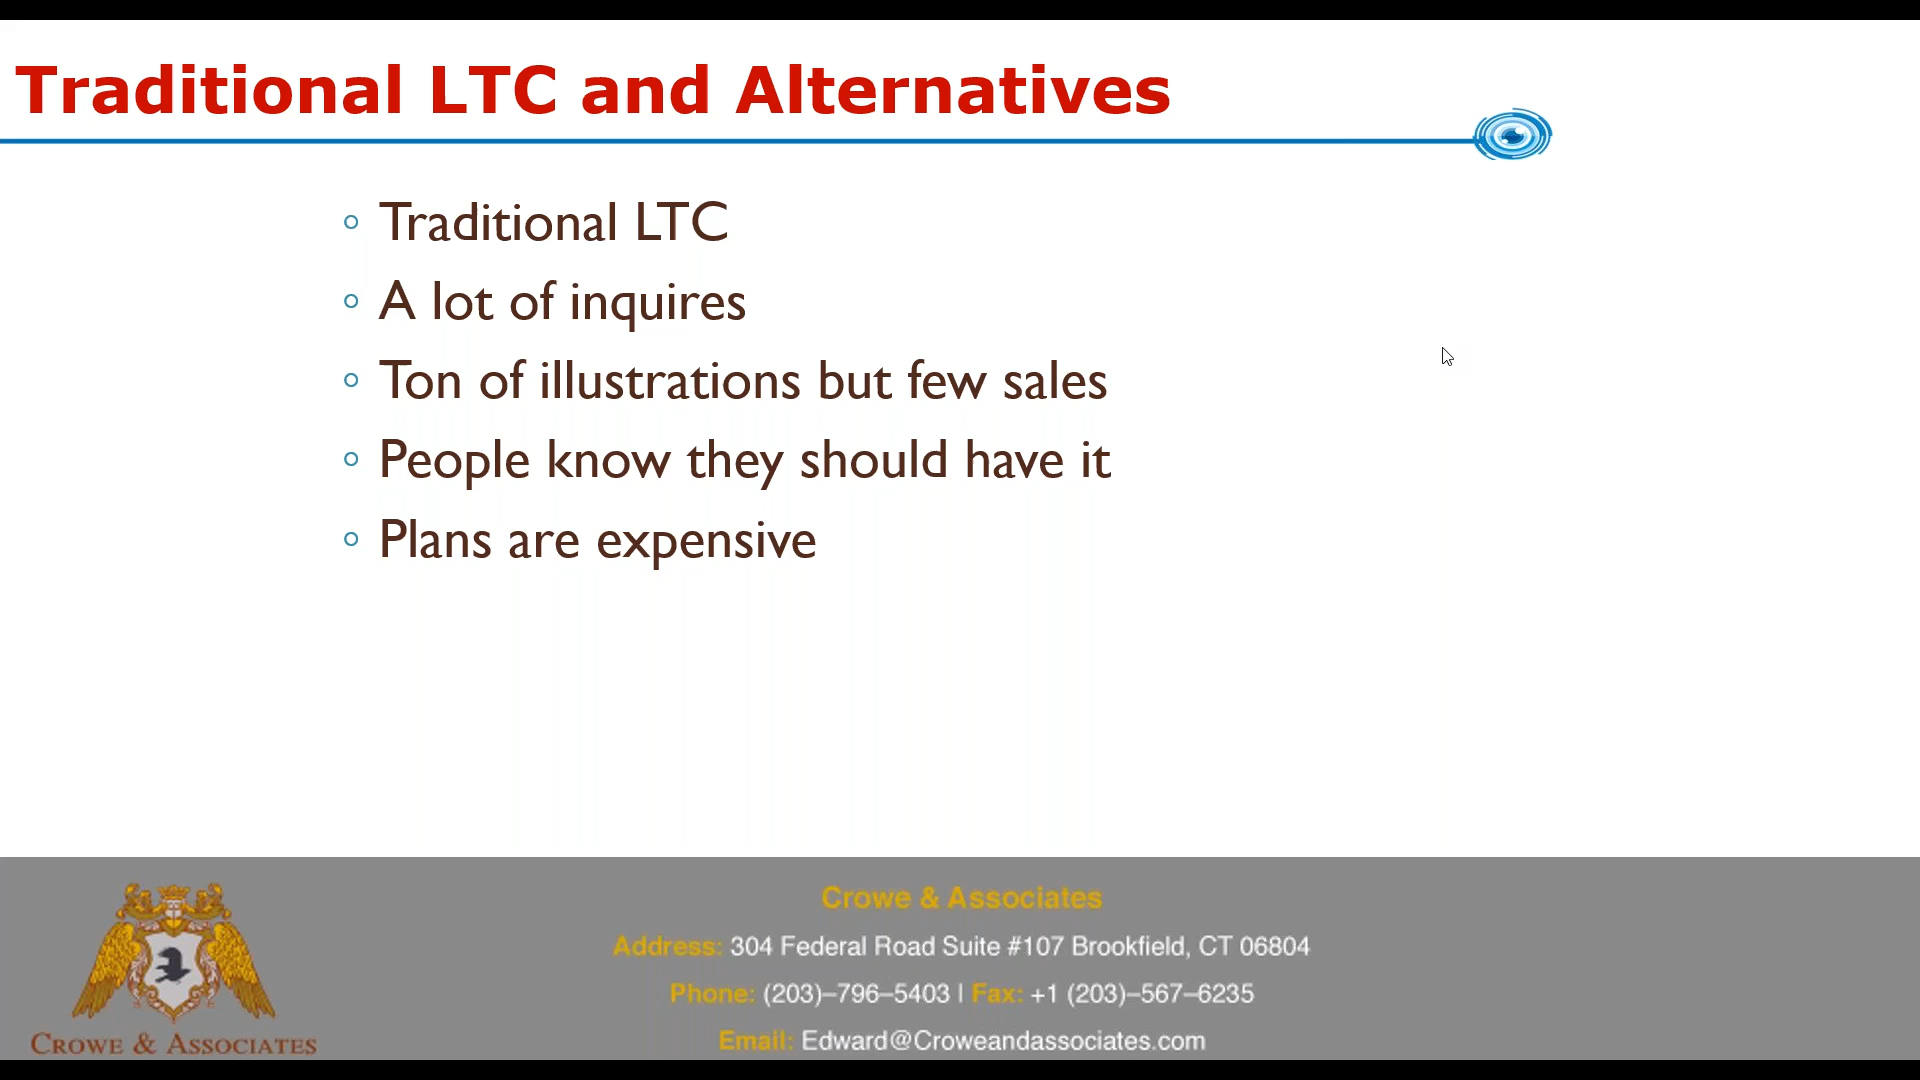 Traditional LTC and Alternatives
Traditional LTC
A lot of inquires
Ton of illustrations but few sales
People know they should have it
Plans are expensive
Crowe & Associates
Address: 304 Federal Road Suite #107 Brookfield, CT 06804
Phone: (203)–796–5403 | Fax: +1 (203)–567–6235
Email: Edward@Croweandassociates.com
CROWE & ASSOCIATES